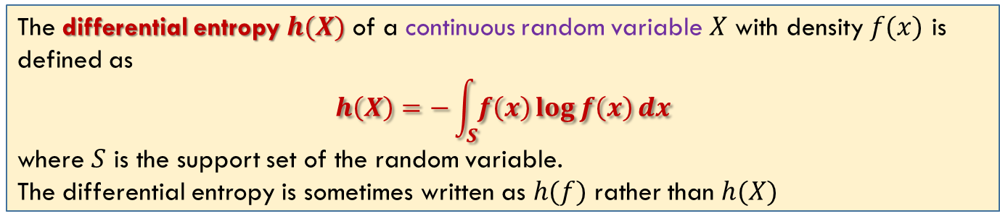 The differential entropy h(X) of a continuous random variable X with density f(x) is
defined as
h(X) = − ∫_S f(x) log f(x) dx
where S is the support set of the random variable.
The differential entropy is sometimes written as h(f) rather than h(X)